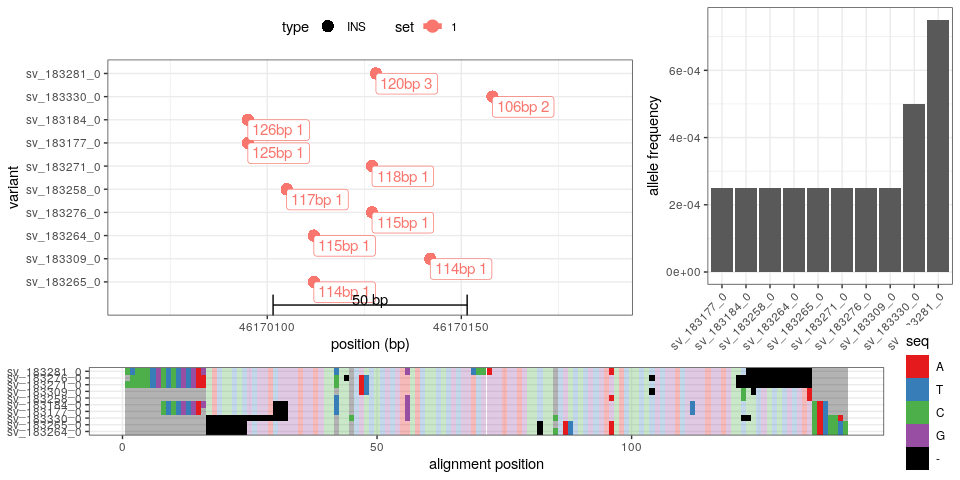 type INS set 1
variant
sv_183281_0
sv_183330_0
sv_183184_0
sv_183177_0
sv_183271_0
sv_183258_0
sv_183276_0
sv_183264_0
sv_183309_0
sv_183265_0
120bp 3
106bp 2
126bp 1
125bp 1
118bp 1
117bp 1
115bp 1
115bp 1
114bp 1
114bp 1
50 bp
46170100 46170150
position (bp)
allele frequency
6e-04
4e-04
2e-04
0e+00
sv_183177_0
sv_183184_0
sv_183258_0
sv_183264_0
sv_183265_0
sv_183271_0
sv_183276_0
sv_183309_0
sv_183330_0
183281_0
sv_183281_0
sv_183264_0
0 50 100
alignment position
seq
A
T
C
G
-